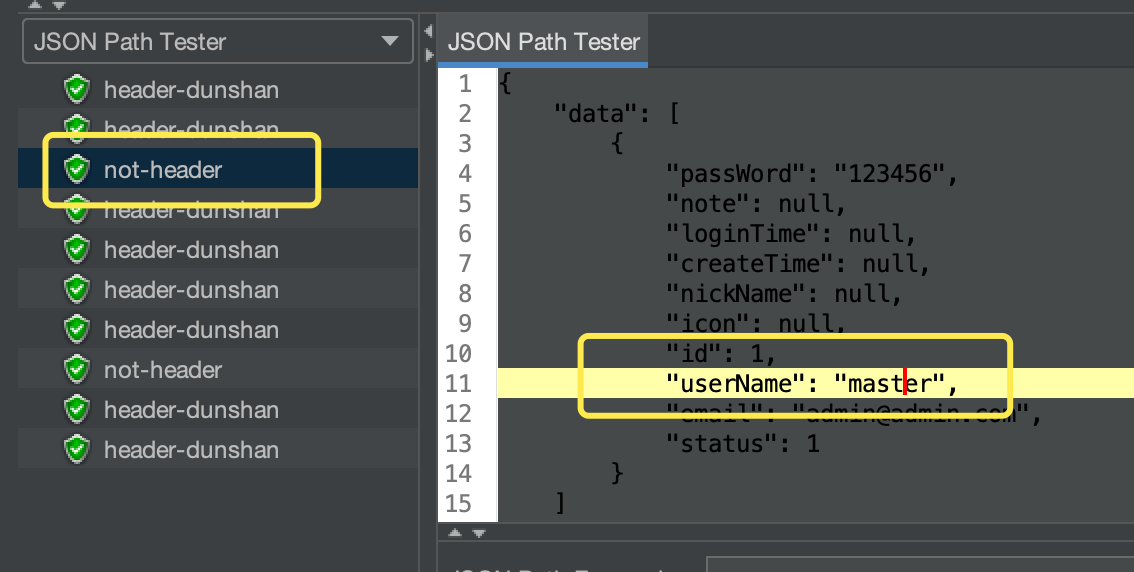 JSON Path Tester
header-dunshan
header-dunshan
not-header
header-dunshan
header-dunshan
header-dunshan
header-dunshan
not-header
header-dunshan
header-dunshan
JSON Path Tester
1 {
2 "data": [
3 {
4 "passWord": "123456",
5 "note": null,
6 "loginTime": null,
7 "createTime": null,
8 "nickName": null,
9 "icon": null,
10 "id": 1,
11 "userName": "master",
12 "email": "admin@admin.com",
13 "status": 1
14 }
15 ]